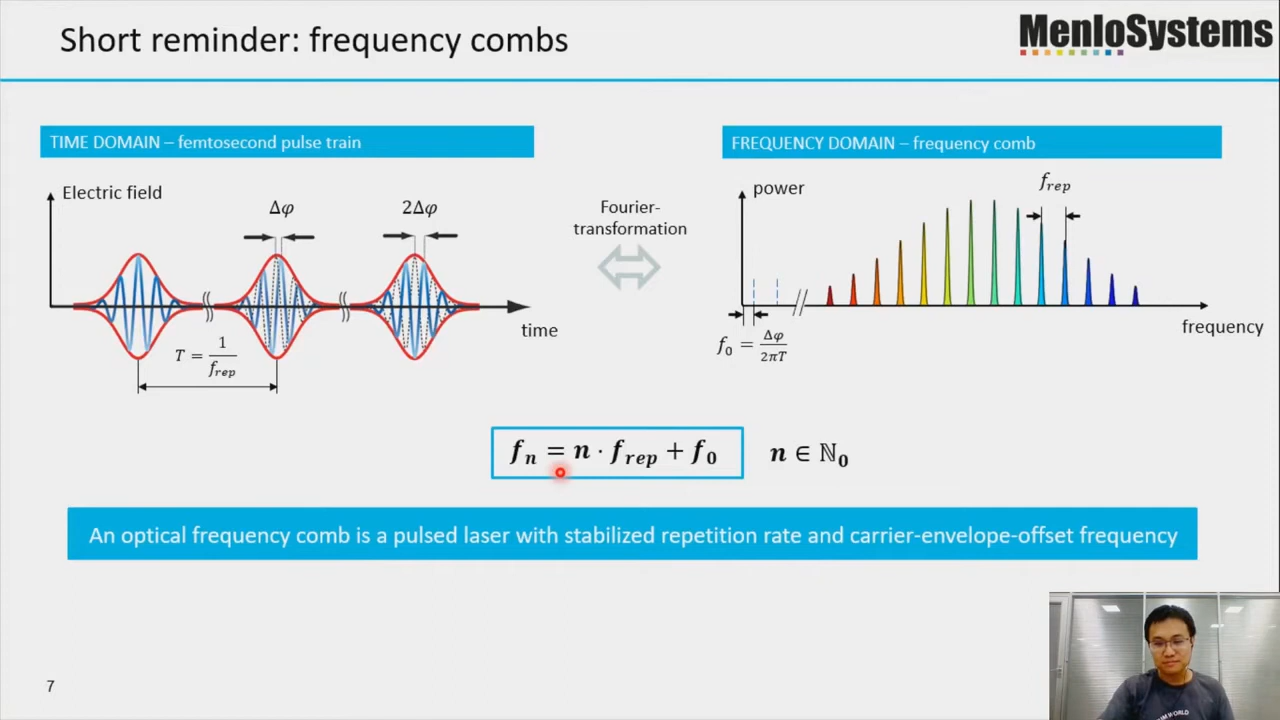 Short reminder: frequency combs
MenloSystems
TIME DOMAIN – femtosecond pulse train
Electric field
Δφ
2Δφ
time
T = 1/f_rep
Fourier-
transformation
FREQUENCY DOMAIN – frequency comb
power
f_rep
frequency
f_0 = Δφ/2πT
f_n = n · f_rep + f_0
n ∈ ℕ_0
An optical frequency comb is a pulsed laser with stabilized repetition rate and carrier-envelope-offset frequency
7
WORLD